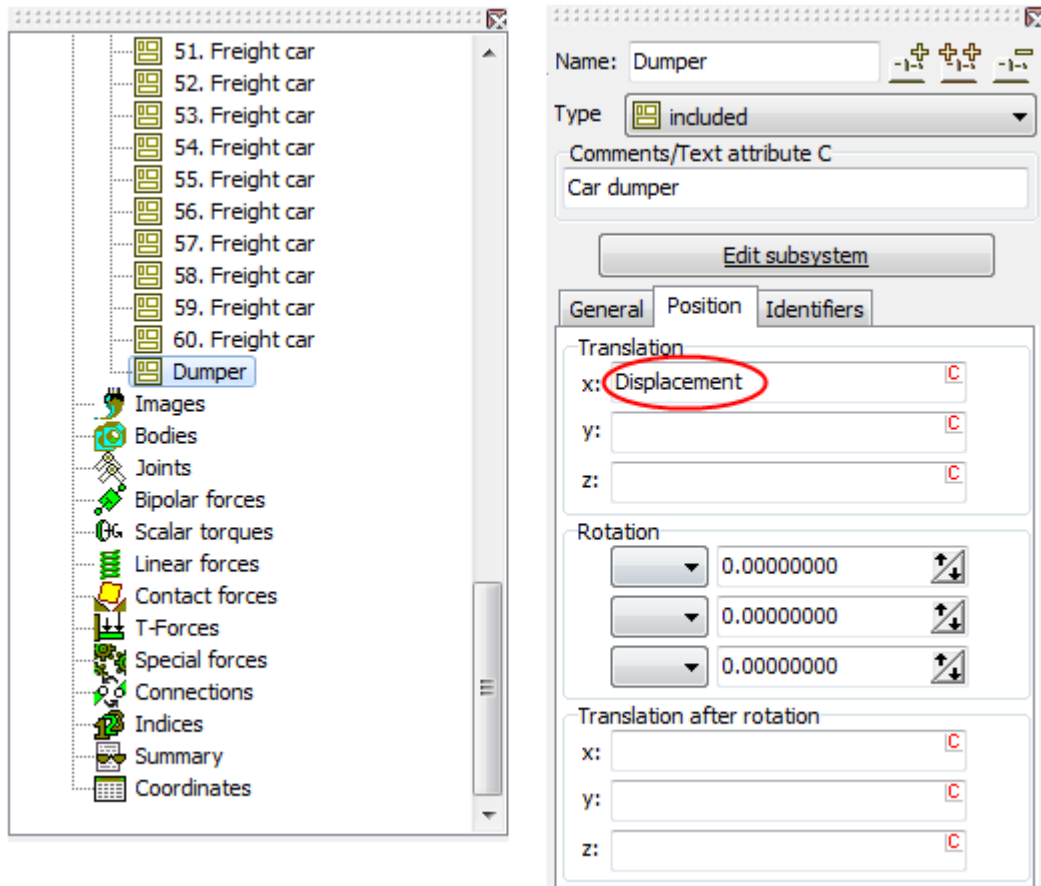 51. Freight car
52. Freight car
53. Freight car
54. Freight car
55. Freight car
56. Freight car
57. Freight car
58. Freight car
59. Freight car
60. Freight car
Dumper
Images
Bodies
Joints
Bipolar forces
Scalar torques
Linear forces
Contact forces
T-Forces
Special forces
Connections
Indices
Summary
Coordinates
Name: Dumper
Type included
Comments/Text attribute C
Car dumper
Edit subsystem
General Position Identifiers
Translation
x: Displacement C
y: C
z: C
Rotation
0.00000000
0.00000000
0.00000000
Translation after rotation
x: C
y: C
z: C